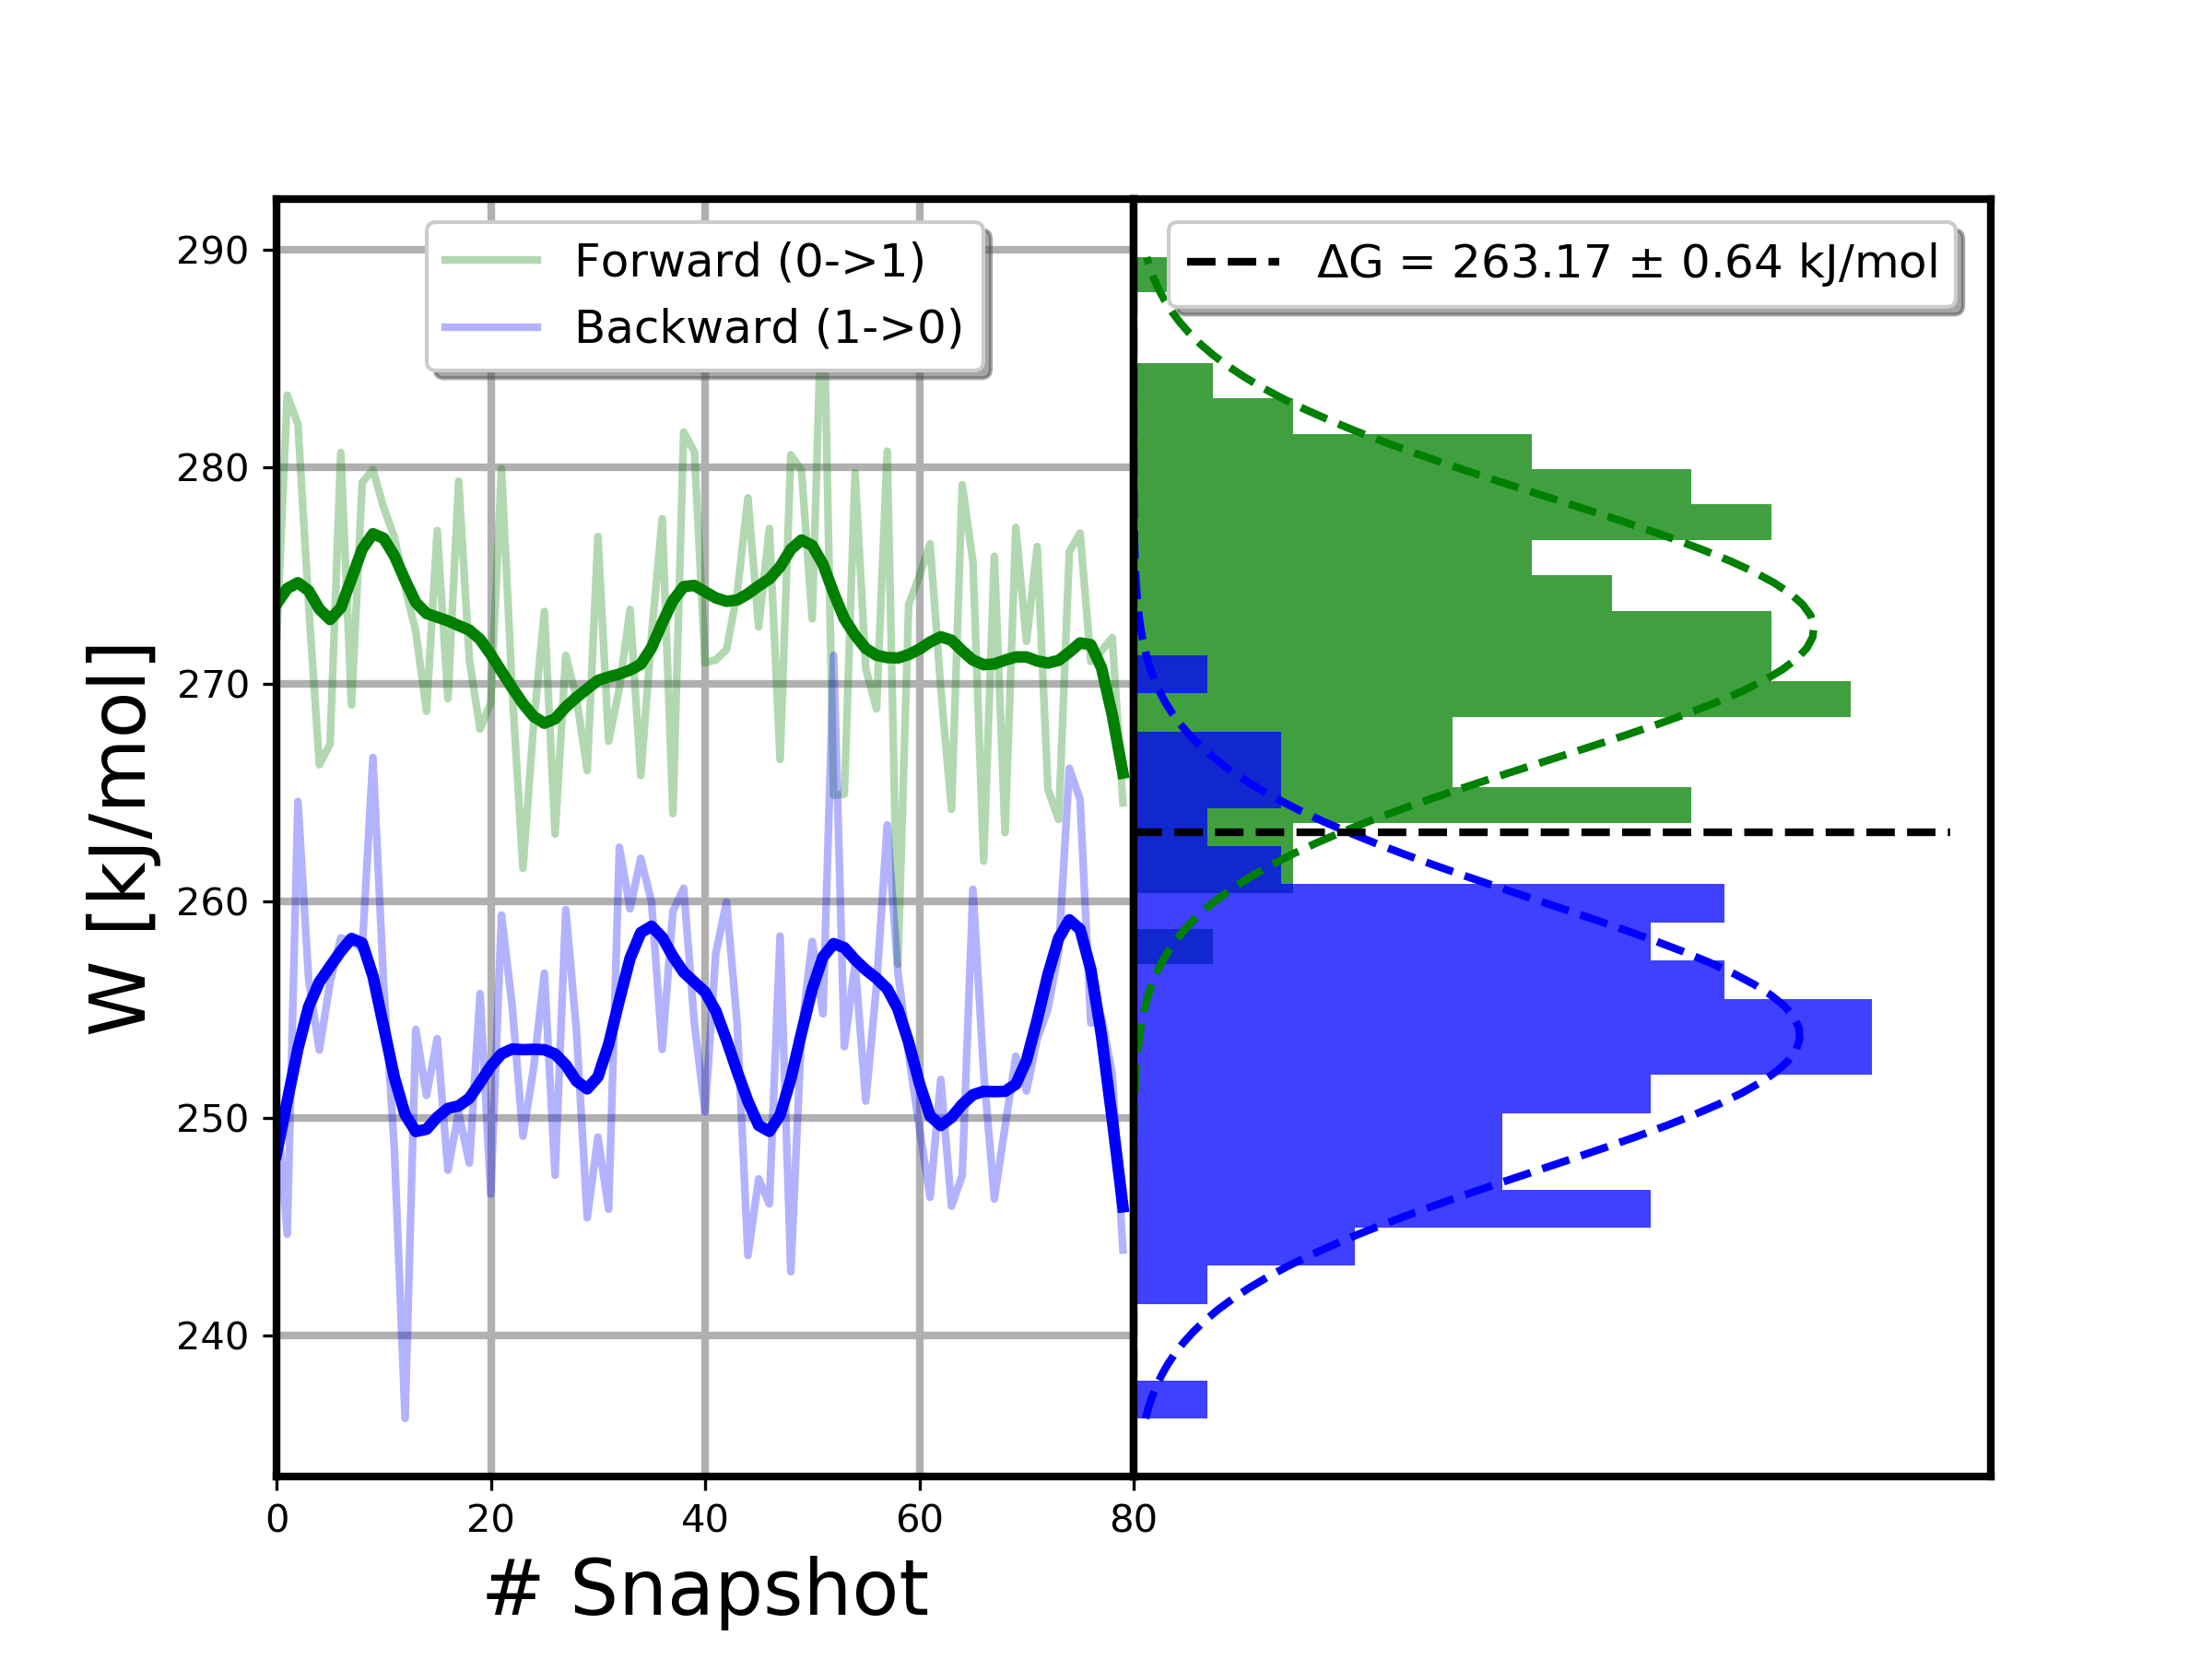 Forward (0->1)
Backward (1->0)
ΔG = 263.17 ± 0.64 kJ/mol
290
280
270
260
250
240
W [kJ/mol]
0 20 40 60 80
# Snapshot